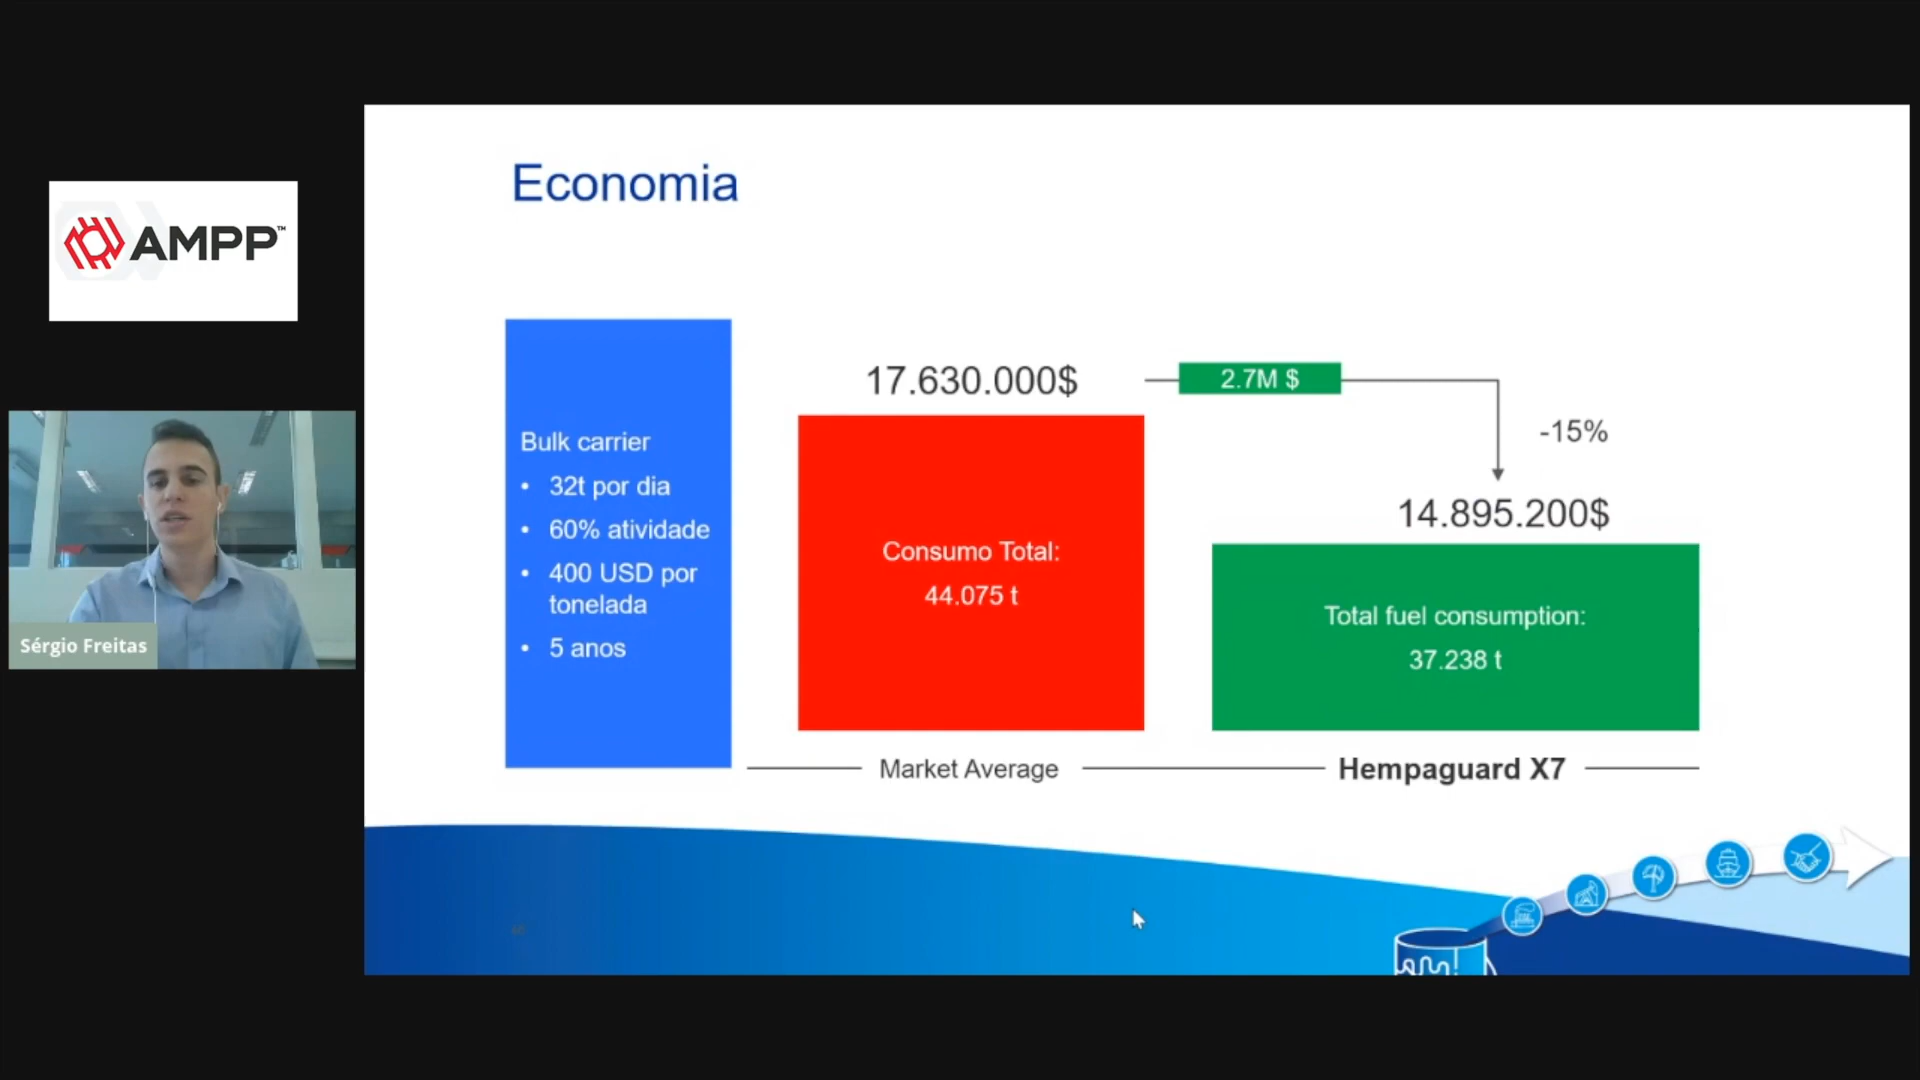 AMPP™
Sérgio Freitas
Economia
Bulk carrier
• 32t por dia
• 60% atividade
• 400 USD por
tonelada
• 5 anos
17.630.000$
2.7M $
-15%
14.895.200$
Consumo Total:
44.075 t
Total fuel consumption:
37.238 t
Market Average
Hempaguard X7